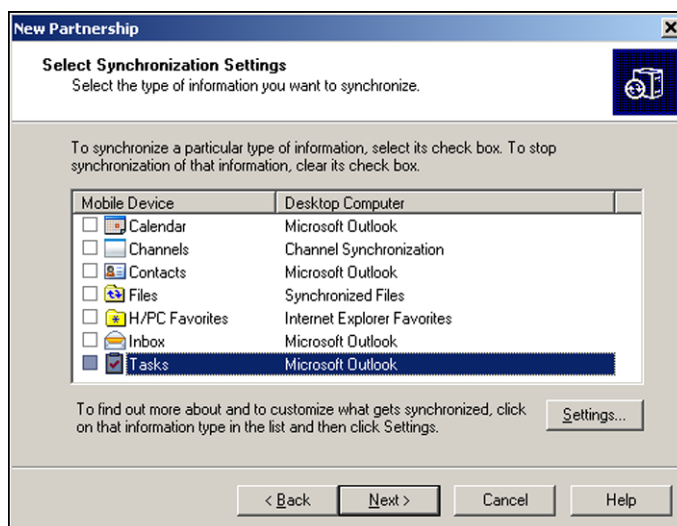 New Partnership
Select Synchronization Settings
Select the type of information you want to synchronize.
To synchronize a particular type of information, select its check box. To stop
synchronization of that information, clear its check box.
Mobile Device Desktop Computer
Calendar Microsoft Outlook
Channels Channel Synchronization
Contacts Microsoft Outlook
Files Synchronized Files
H/PC Favorites Internet Explorer Favorites
Inbox Microsoft Outlook
Tasks Microsoft Outlook
To find out more about and to customize what gets synchronized, click
on that information type in the list and then click Settings.
Settings...
< Back Next > Cancel Help